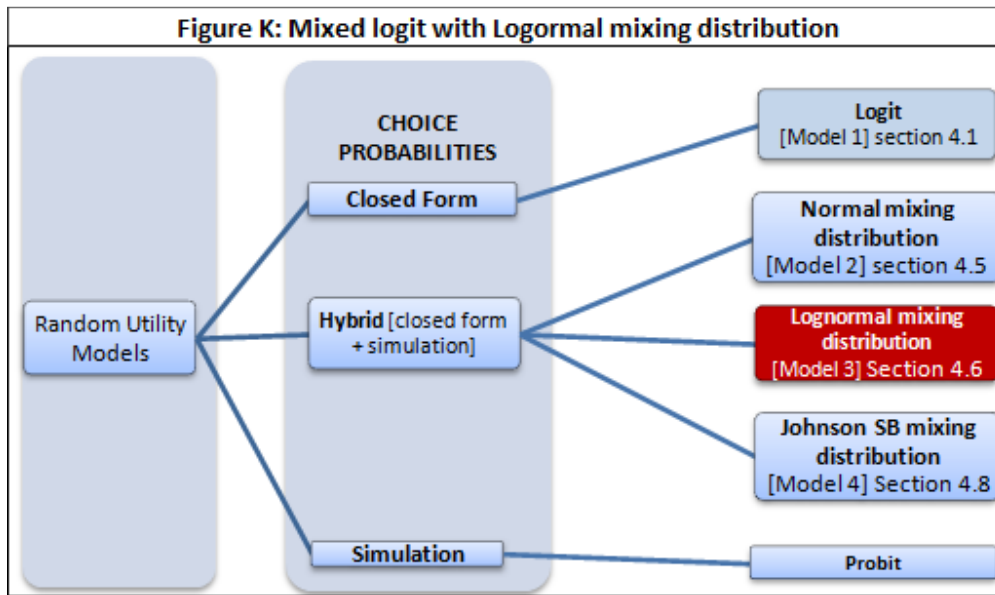 Figure K: Mixed logit with Logormal mixing distribution
CHOICE
PROBABILITIES
Closed Form
Hybrid [closed form
+ simulation]
Simulation
Random Utility
Models
Logit
[Model 1] section 4.1
Normal mixing
distribution
[Model 2] section 4.5
Lognormal mixing
distribution
[Model 3] Section 4.6
Johnson SB mixing
distribution
[Model 4] Section 4.8
Probit